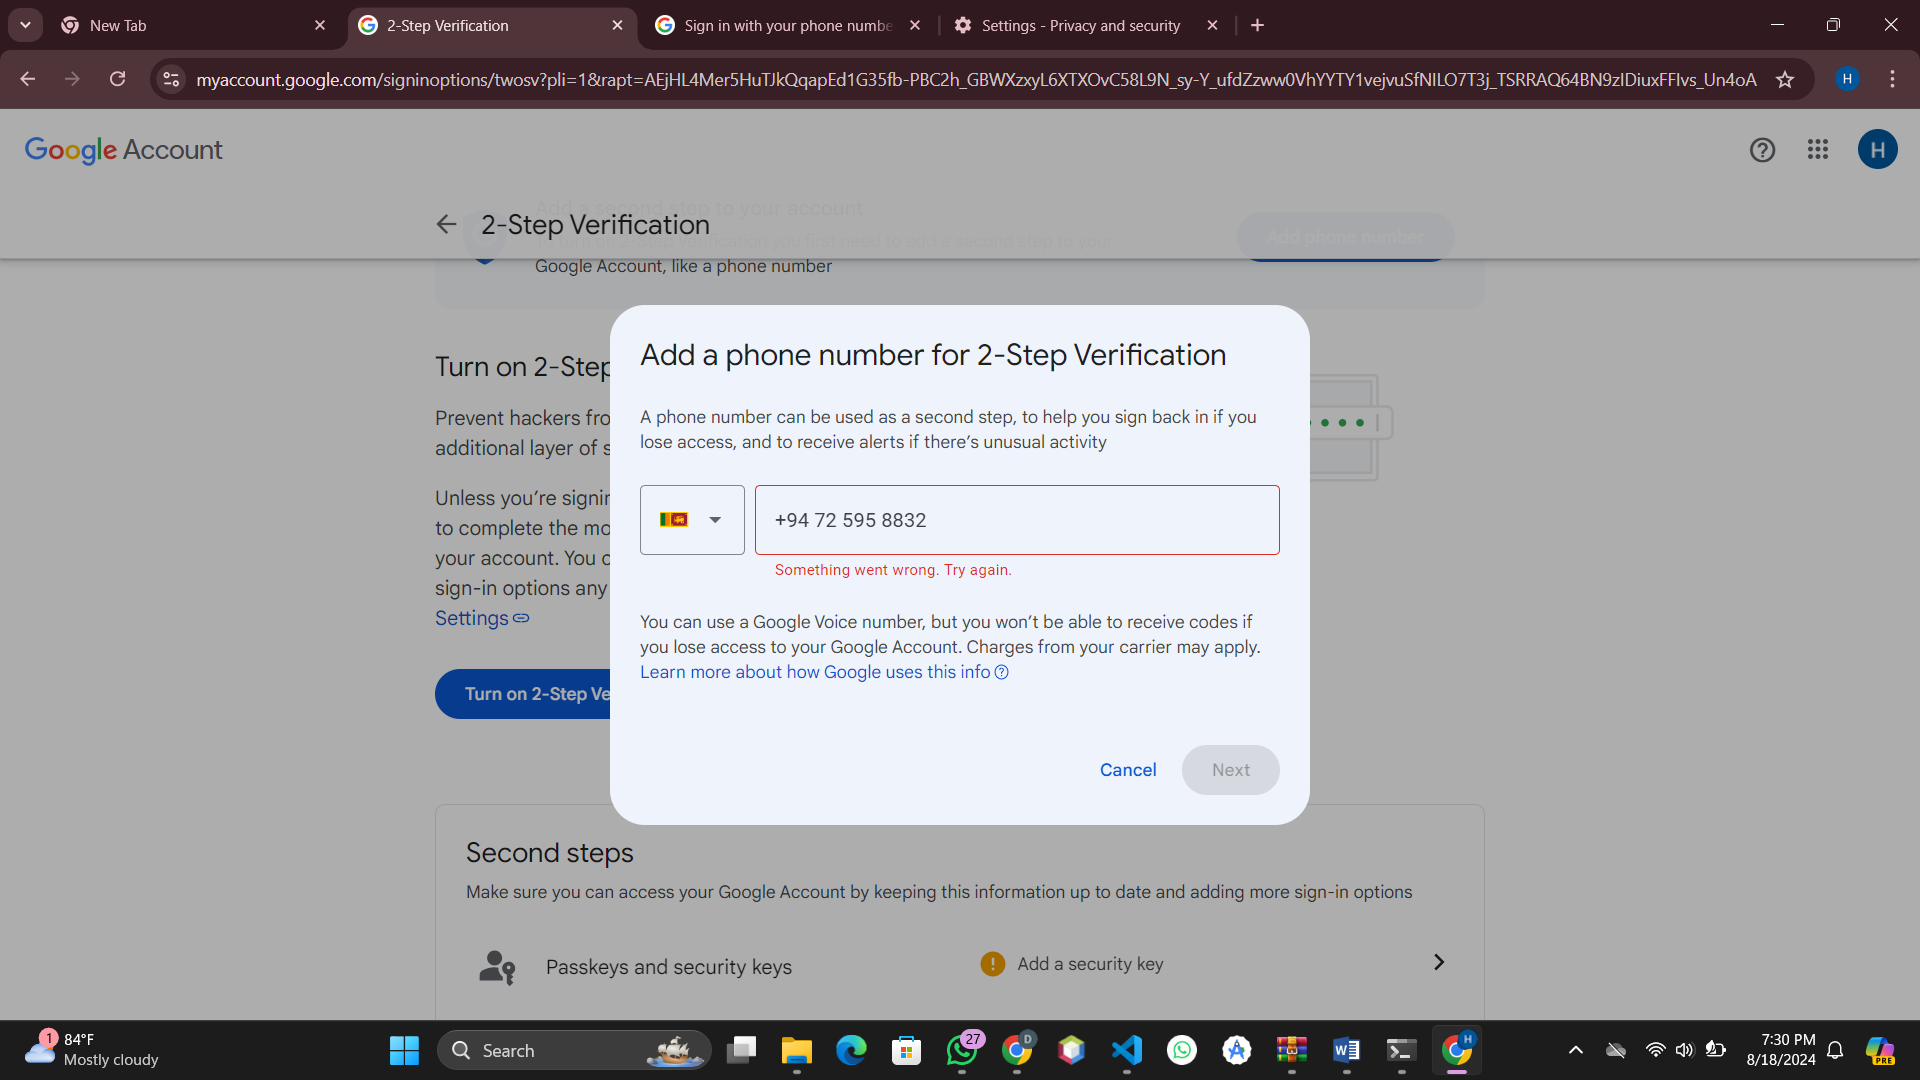 New Tab
2-Step Verification
Sign in with your phone numbe
Settings - Privacy and security
myaccount.google.com/signinoptions/twosv?pli=1&rapt=AEjHL4Mer5HuTJkQqapEd1G35fb-PBC2h_GBWXzxyL6XTXOvC58L9N_sy-Y_ufdZzww0VhYYTY1vejvuSfNILO7T3j_TSRRAQ64BN9zIDiuxFFIvs_Un4oA
H
Google Account
H
Add a second step to your account
2-Step Verification
To turn on 2-Step Verification you first need to add a second step to your
Add phone number
Google Account, like a phone number
Add a phone number for 2-Step Verification
Turn on 2-Step
Prevent hackers fro
additional layer of s
A phone number can be used as a second step, to help you sign back in if you
lose access, and to receive alerts if there's unusual activity
Unless you're signir
to complete the mo
your account. You c
sign-in options any
Settings
+94 72 595 8832
Something went wrong. Try again.
You can use a Google Voice number, but you won't be able to receive codes if
you lose access to your Google Account. Charges from your carrier may apply.
Learn more about how Google uses this info
Turn on 2-Step Ve
Cancel
Next
Second steps
Make sure you can access your Google Account by keeping this information up to date and adding more sign-in options
Passkeys and security keys
Add a security key
1
84°F
Mostly cloudy
Search
27
D
H
7:30 PM
8/18/2024
PRE